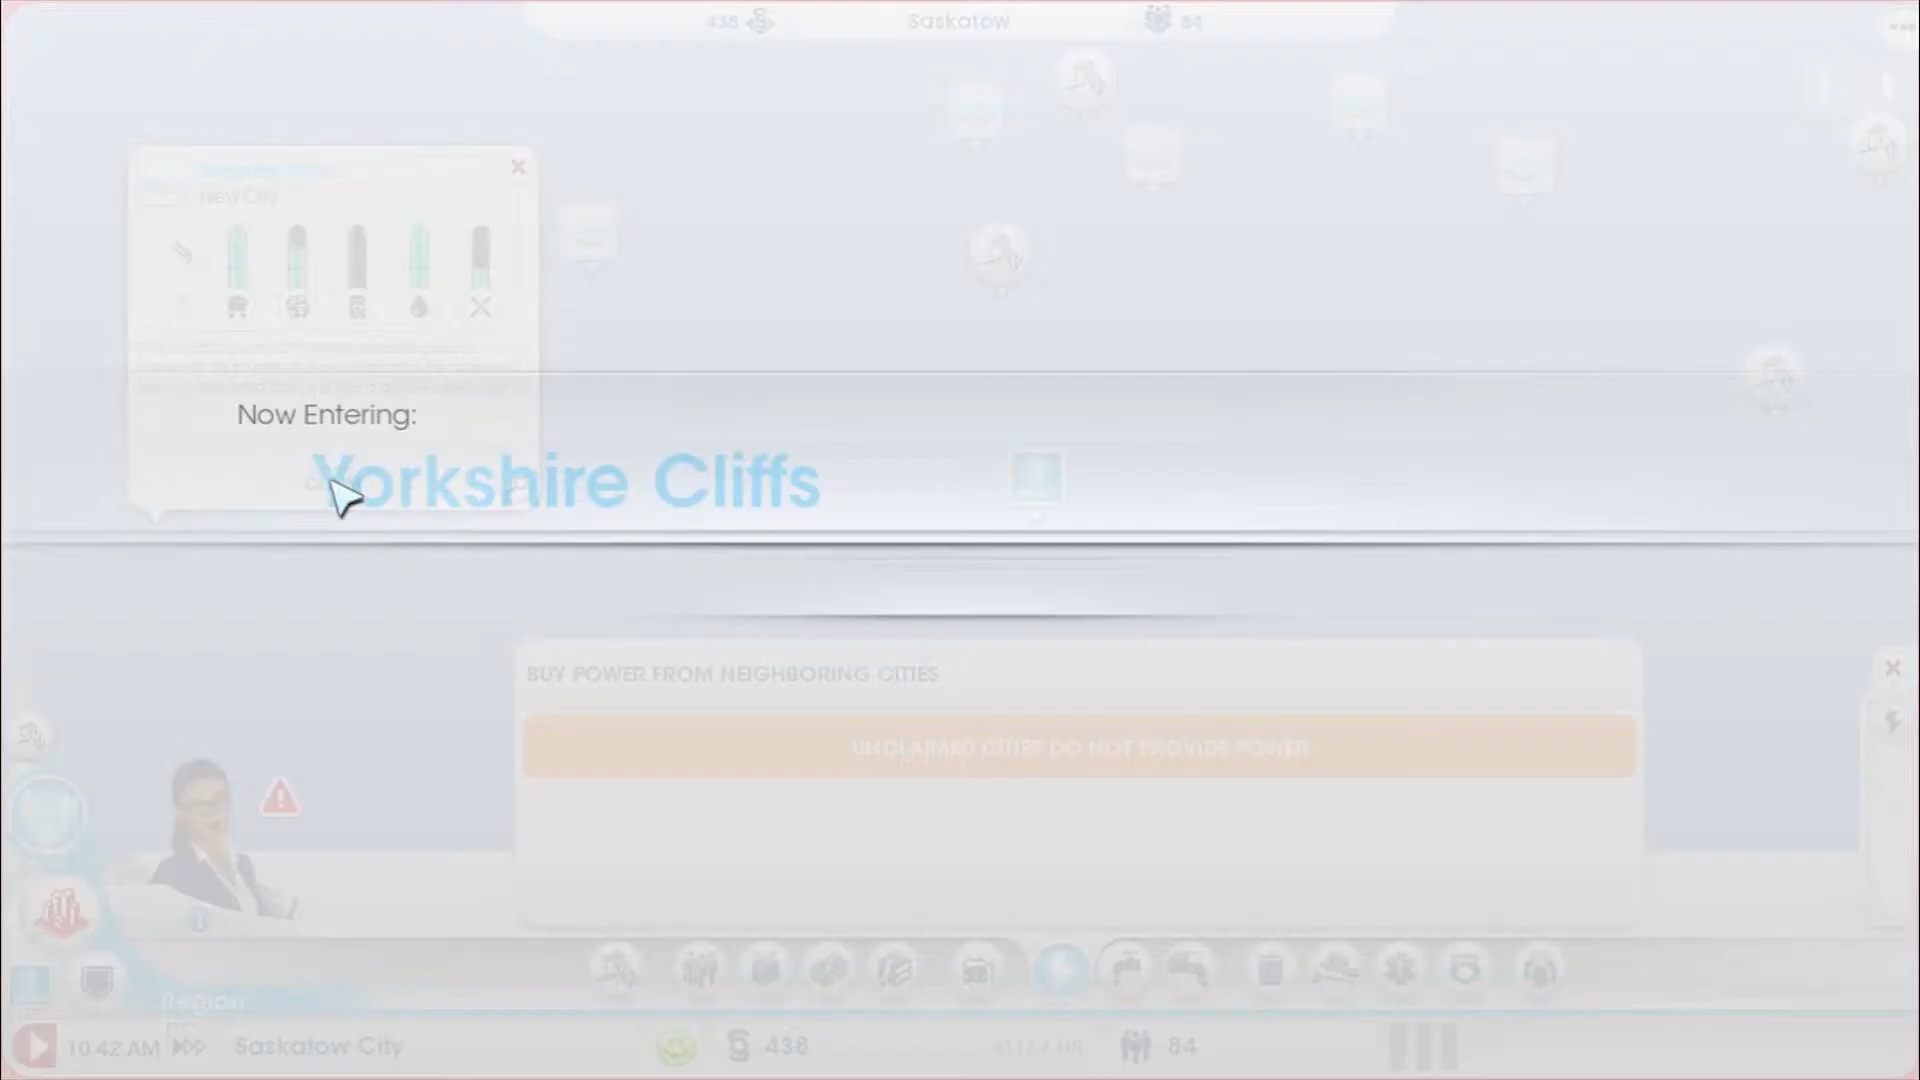 438 Saskatow 84
New City
Now Entering:
Yorkshire Cliffs
BUY POWER FROM NEIGHBORING CITIES
UNCLAIMED CITIES DO NOT PROVIDE POWER
Region
10:42 AM Saskatow City 438 84